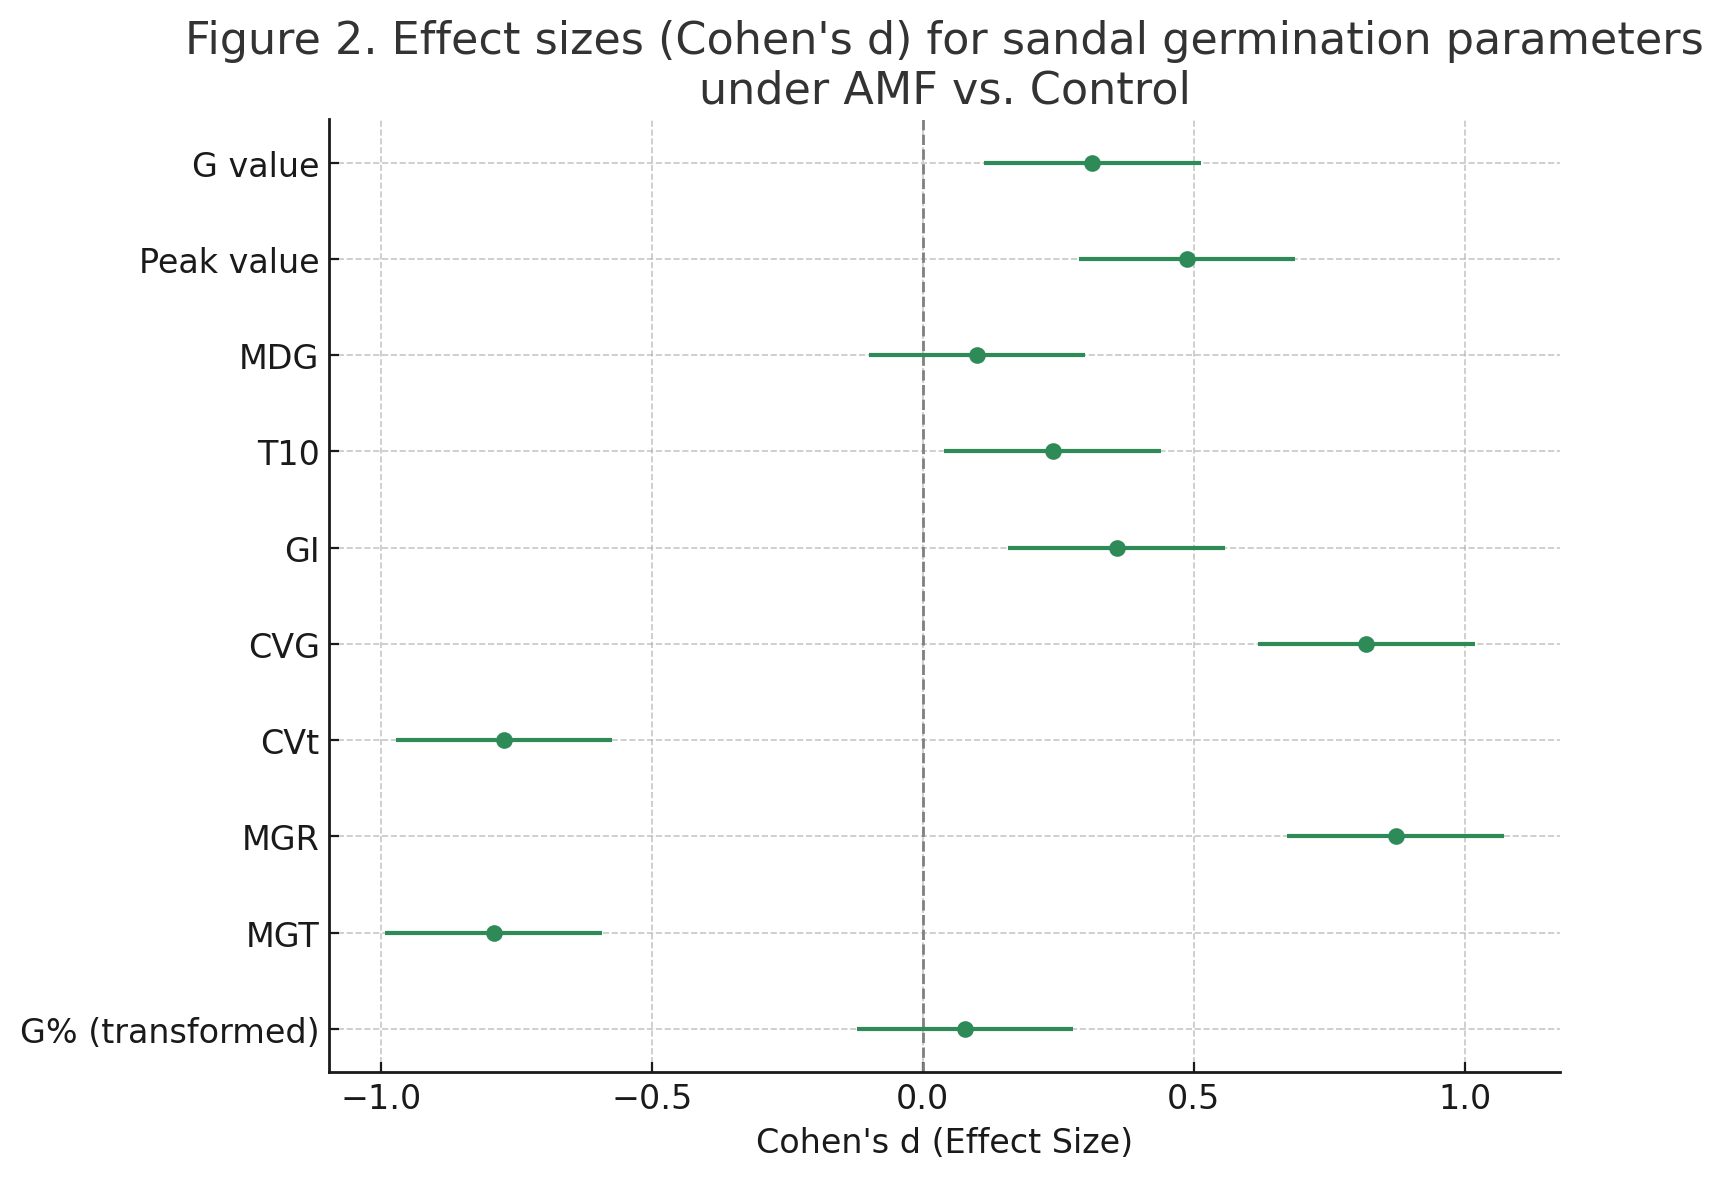 Figure 2. Effect sizes (Cohen's d) for sandal germination parameters
under AMF vs. Control
G value
Peak value
MDG
T10
GI
CVG
CVt
MGR
MGT
G% (transformed)
−1.0
−0.5
0.0
0.5
1.0
Cohen's d (Effect Size)